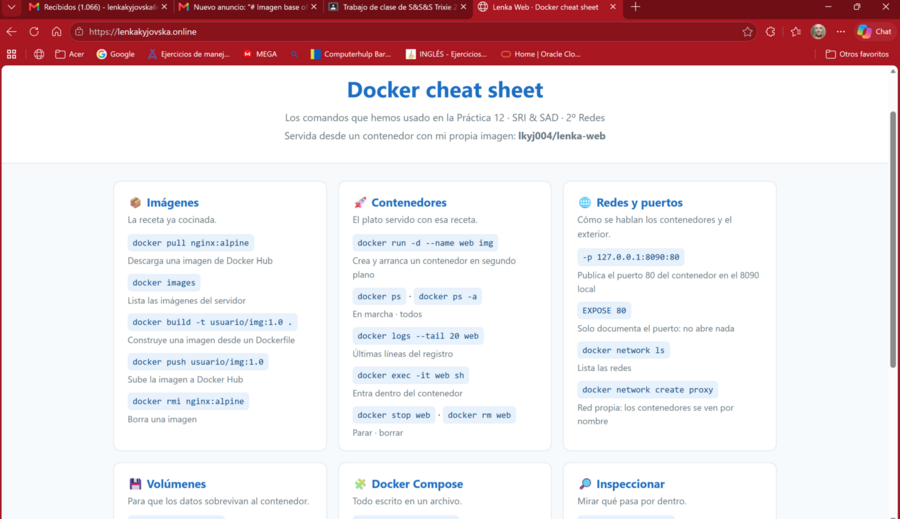 Recibidos (1.066) - lenkakyjovska
Nuevo anuncio: "# Imagen base o
Trabajo de clase de S&S&S Trixie 2
Lenka Web · Docker cheat sheet
https://lenkakyjovska.online
Chat
Acer
Google
Ejercicios de manej...
MEGA
Computerhulp Bar...
INGLÉS - Ejercicios...
Home | Oracle Clo...
Otros favoritos
Docker cheat sheet
Los comandos que hemos usado en la Práctica 12 · SRI & SAD · 2º Redes
Servida desde un contenedor con mi propia imagen: lkyj004/lenka-web
Imágenes
La receta ya cocinada.
docker pull nginx:alpine
Descarga una imagen de Docker Hub
docker images
Lista las imágenes del servidor
docker build -t usuario/img:1.0 .
Construye una imagen desde un Dockerfile
docker push usuario/img:1.0
Sube la imagen a Docker Hub
docker rmi nginx:alpine
Borra una imagen
Contenedores
El plato servido con esa receta.
docker run -d --name web img
Crea y arranca un contenedor en segundo
plano
docker ps · docker ps -a
En marcha · todos
docker logs --tail 20 web
Últimas líneas del registro
docker exec -it web sh
Entra dentro del contenedor
docker stop web · docker rm web
Parar · borrar
Redes y puertos
Cómo se hablan los contenedores y el
exterior.
-p 127.0.0.1:8090:80
Publica el puerto 80 del contenedor en el 8090
local
EXPOSE 80
Solo documenta el puerto: no abre nada
docker network ls
Lista las redes
docker network create proxy
Red propia: los contenedores se ven por
nombre
Volúmenes
Para que los datos sobrevivan al contenedor.
Docker Compose
Todo escrito en un archivo.
Inspeccionar
Mirar qué pasa por dentro.